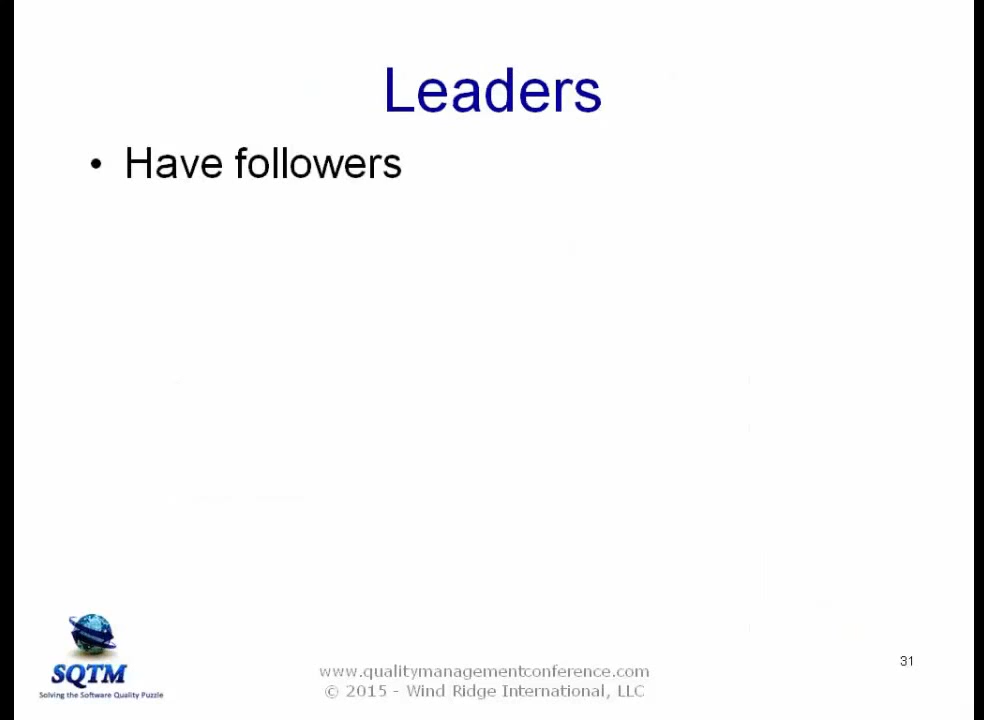 Leaders
• Have followers
SQTM
Solving the Software Quality Puzzle
www.qualitymanagementconference.com
© 2015 - Wind Ridge International, LLC
31